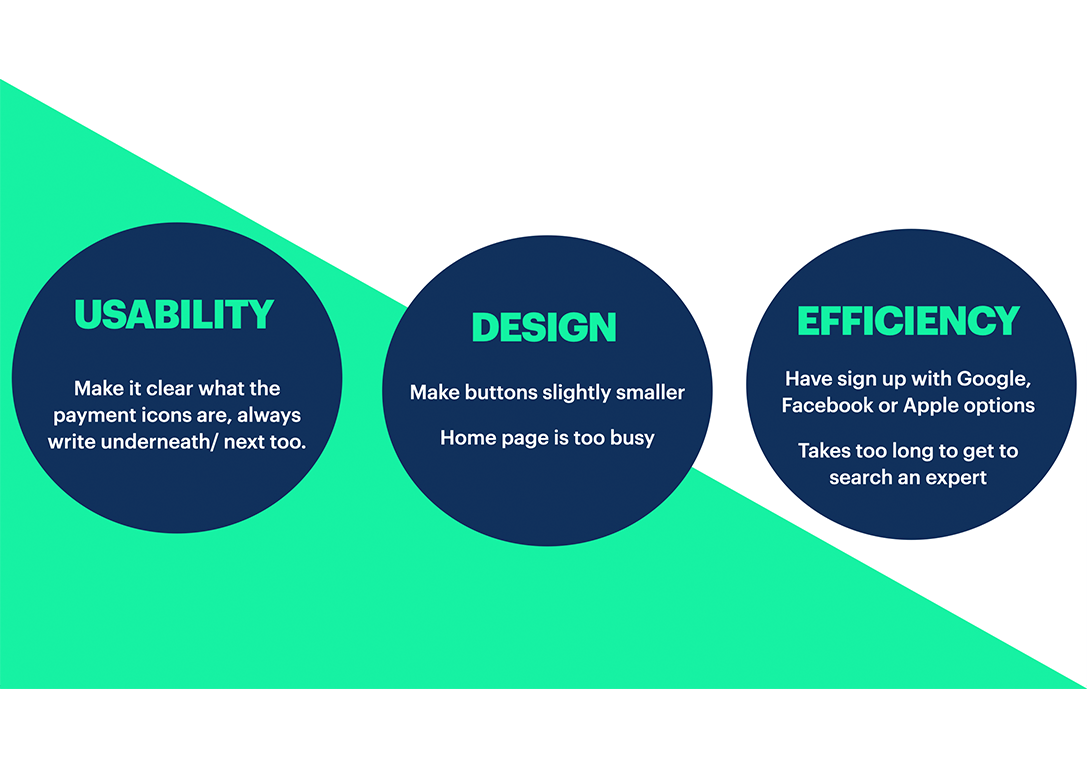 USABILITY
Make it clear what the
payment icons are, always
write underneath/ next too.
DESIGN
Make buttons slightly smaller
Home page is too busy
EFFICIENCY
Have sign up with Google,
Facebook or Apple options
Takes too long to get to
search an expert